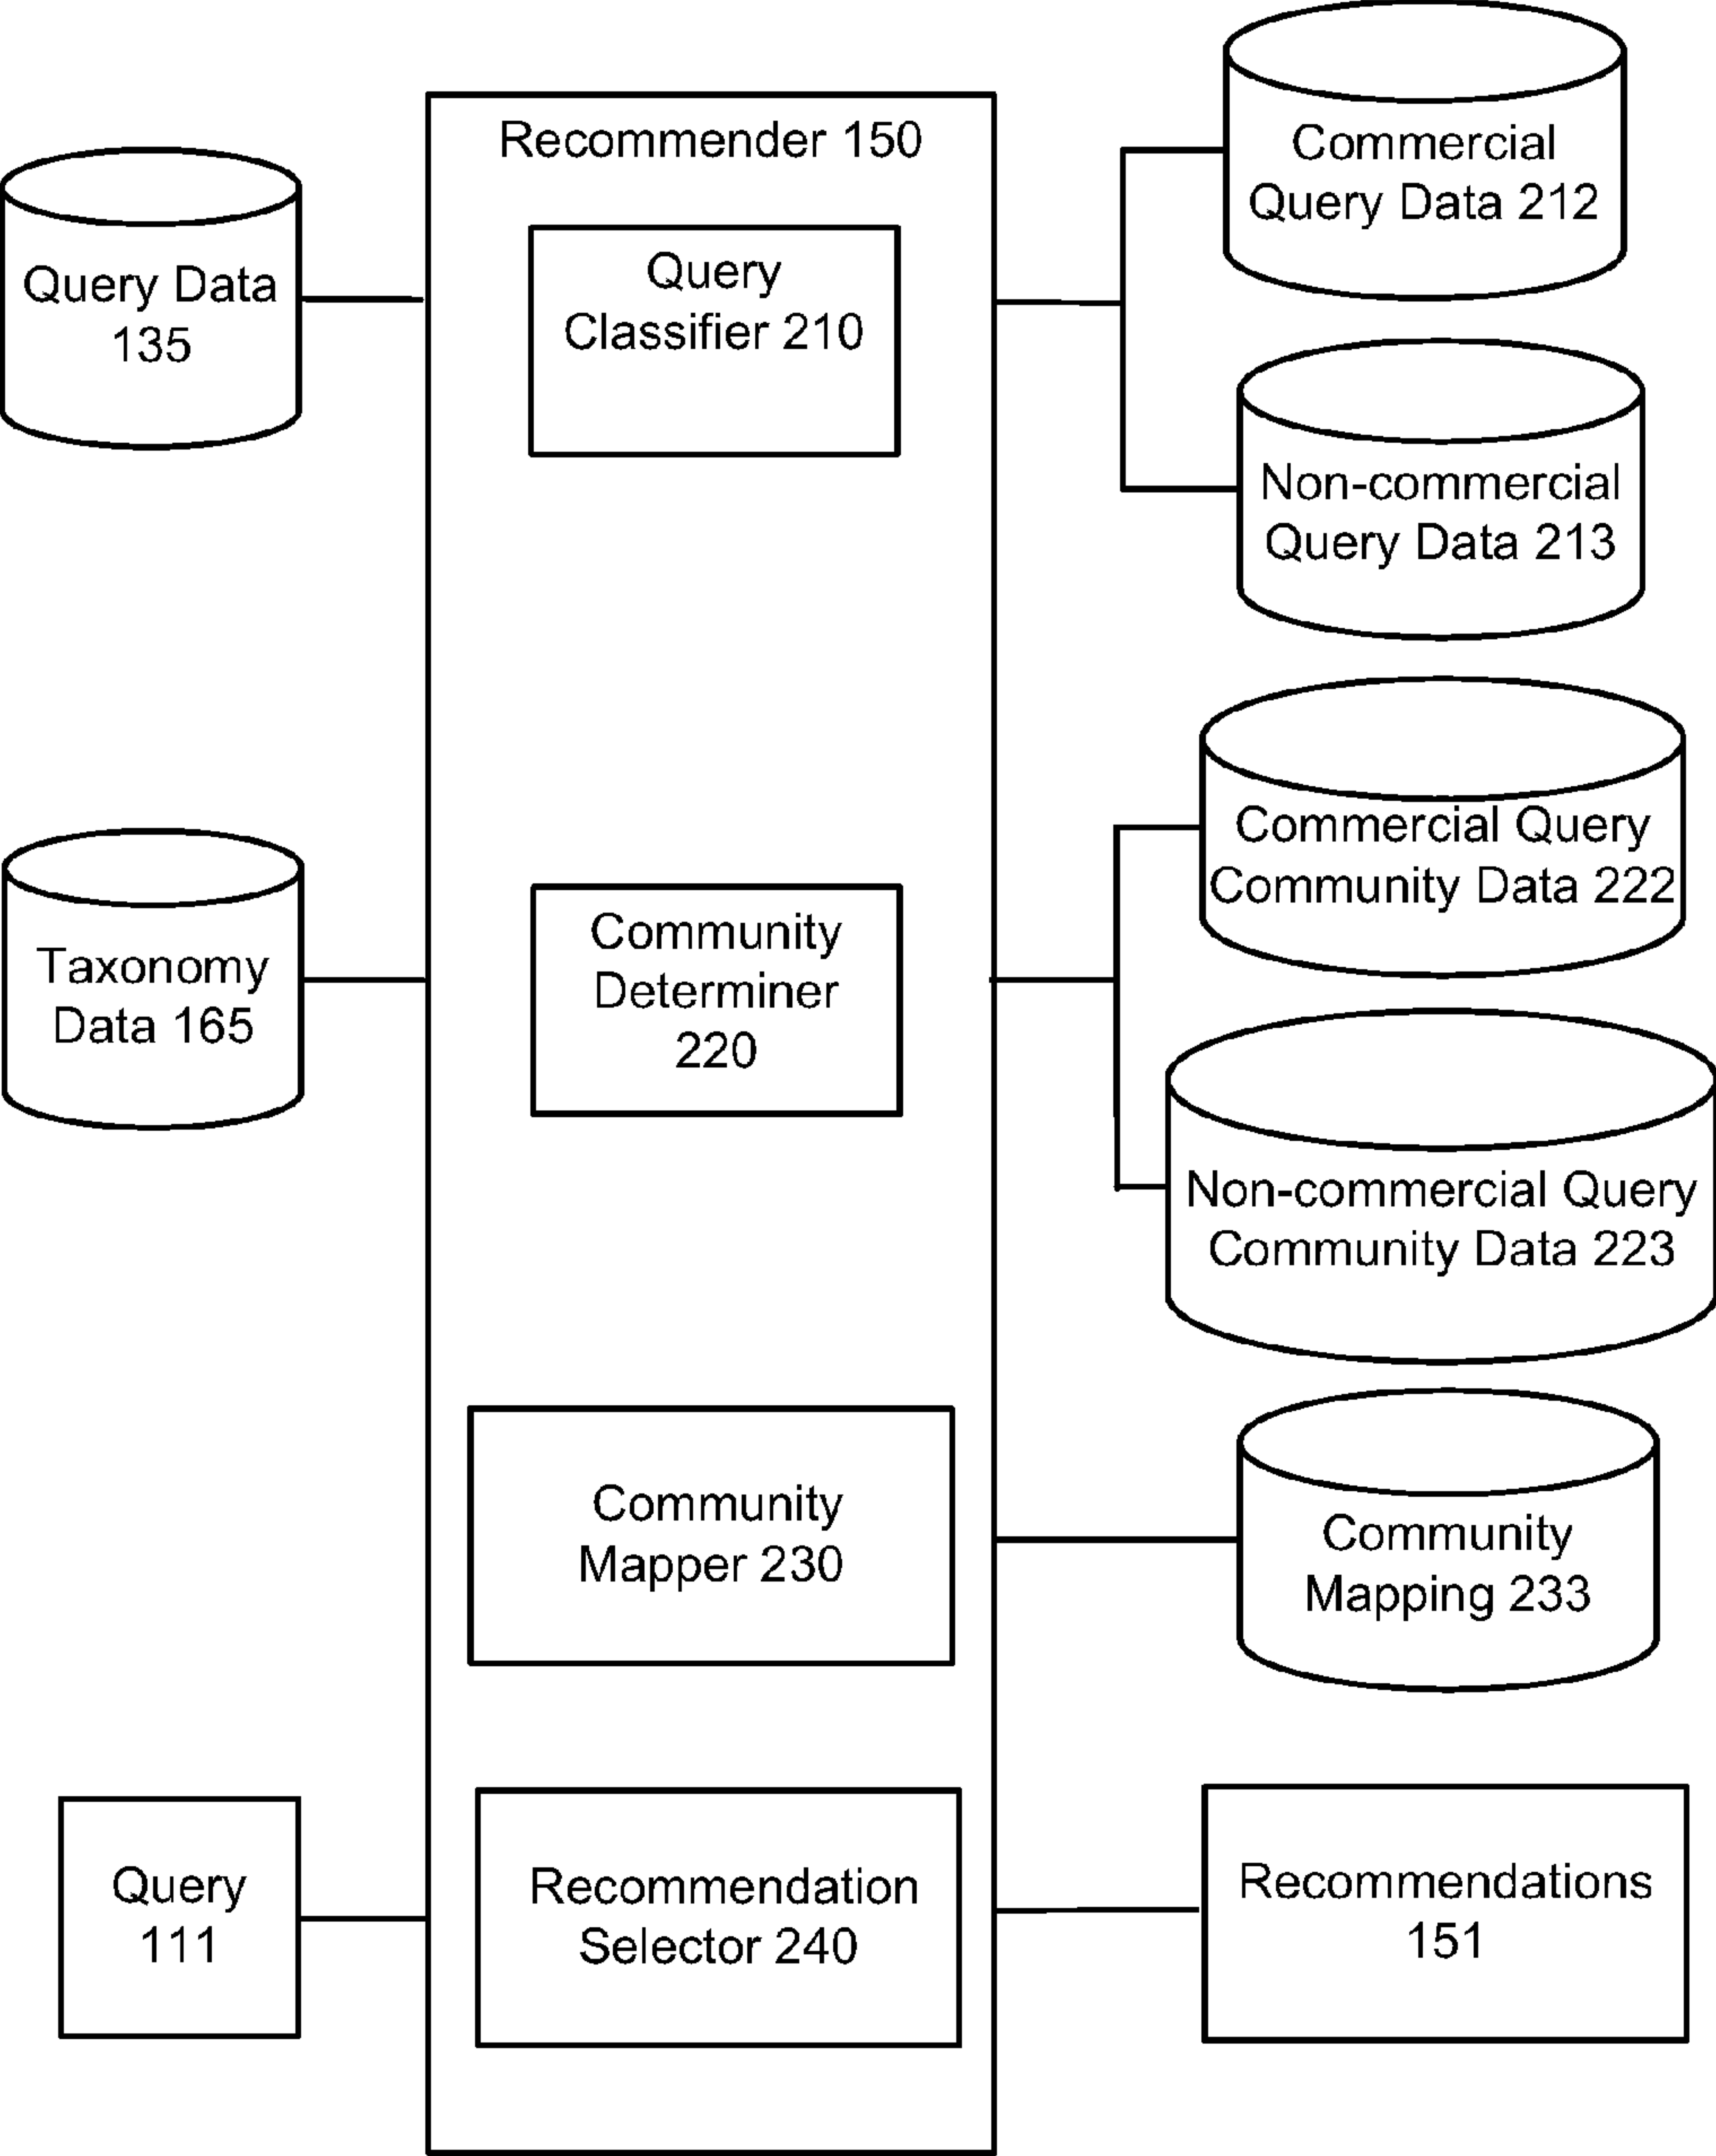 Recommender 150
Query Data
135
Query
Classifier 210
Commercial
Query Data 212
Non-commercial
Query Data 213
Taxonomy
Data 165
Community
Determiner
220
Commercial Query
Community Data 222
Non-commercial Query
Community Data 223
Community
Mapper 230
Community
Mapping 233
Query
111
Recommendation
Selector 240
Recommendations
151